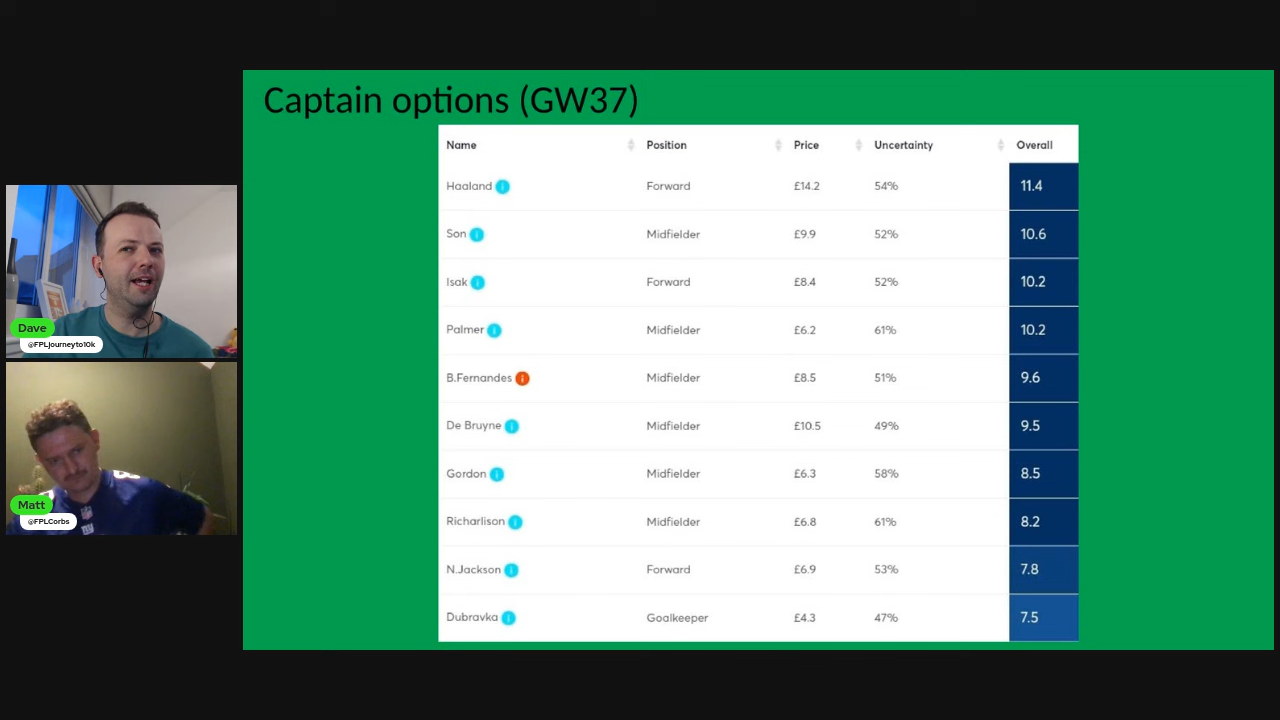 Captain options (GW37)
Name Position Price Uncertainty Overall
Haaland Forward £14.2 54% 11.4
Son Midfielder £9.9 52% 10.6
Isak Forward £8.4 52% 10.2
Palmer Midfielder £6.2 61% 10.2
B.Fernandes Midfielder £8.5 51% 9.6
De Bruyne Midfielder £10.5 49% 9.5
Gordon Midfielder £6.3 58% 8.5
Richarlison Midfielder £6.8 61% 8.2
N.Jackson Forward £6.9 53% 7.8
Dubravka Goalkeeper £4.3 47% 7.5
Dave
@FPLjourneyto10k
Matt
@FPLCorbs